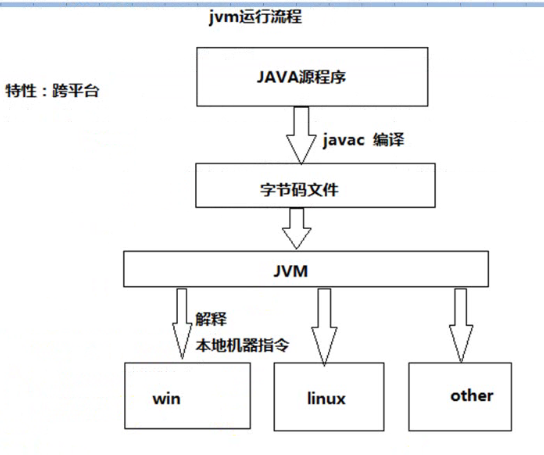 jvm运行流程
JAVA源程序
特性：跨平台
javac 编译
字节码文件
JVM
解释
本地机器指令
win
linux
other